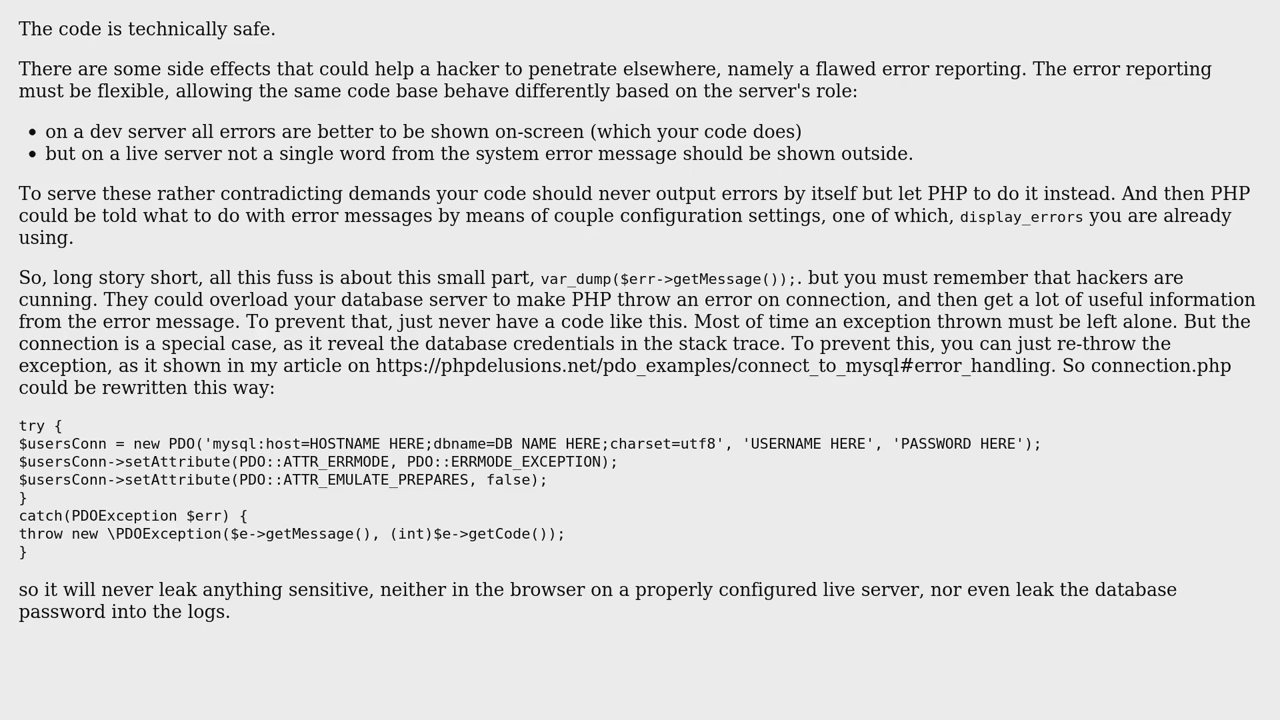 The code is technically safe.
There are some side effects that could help a hacker to penetrate elsewhere, namely a flawed error reporting. The error reporting
must be flexible, allowing the same code base behave differently based on the server's role:
• on a dev server all errors are better to be shown on-screen (which your code does)
• but on a live server not a single word from the system error message should be shown outside.
To serve these rather contradicting demands your code should never output errors by itself but let PHP to do it instead. And then PHP
could be told what to do with error messages by means of couple configuration settings, one of which, display_errors you are already
using.
So, long story short, all this fuss is about this small part, var_dump($err->getMessage());. but you must remember that hackers are
cunning. They could overload your database server to make PHP throw an error on connection, and then get a lot of useful information
from the error message. To prevent that, just never have a code like this. Most of time an exception thrown must be left alone. But the
connection is a special case, as it reveal the database credentials in the stack trace. To prevent this, you can just re-throw the
exception, as it shown in my article on https://phpdelusions.net/pdo_examples/connect_to_mysql#error_handling. So connection.php
could be rewritten this way:
try {
$usersConn = new PDO('mysql:host=HOSTNAME HERE;dbname=DB NAME HERE;charset=utf8', 'USERNAME HERE', 'PASSWORD HERE');
$usersConn->setAttribute(PDO::ATTR_ERRMODE, PDO::ERRMODE_EXCEPTION);
$usersConn->setAttribute(PDO::ATTR_EMULATE_PREPARES, false);
}
catch(PDOException $err) {
throw new \PDOException($e->getMessage(), (int)$e->getCode());
}
so it will never leak anything sensitive, neither in the browser on a properly configured live server, nor even leak the database
password into the logs.